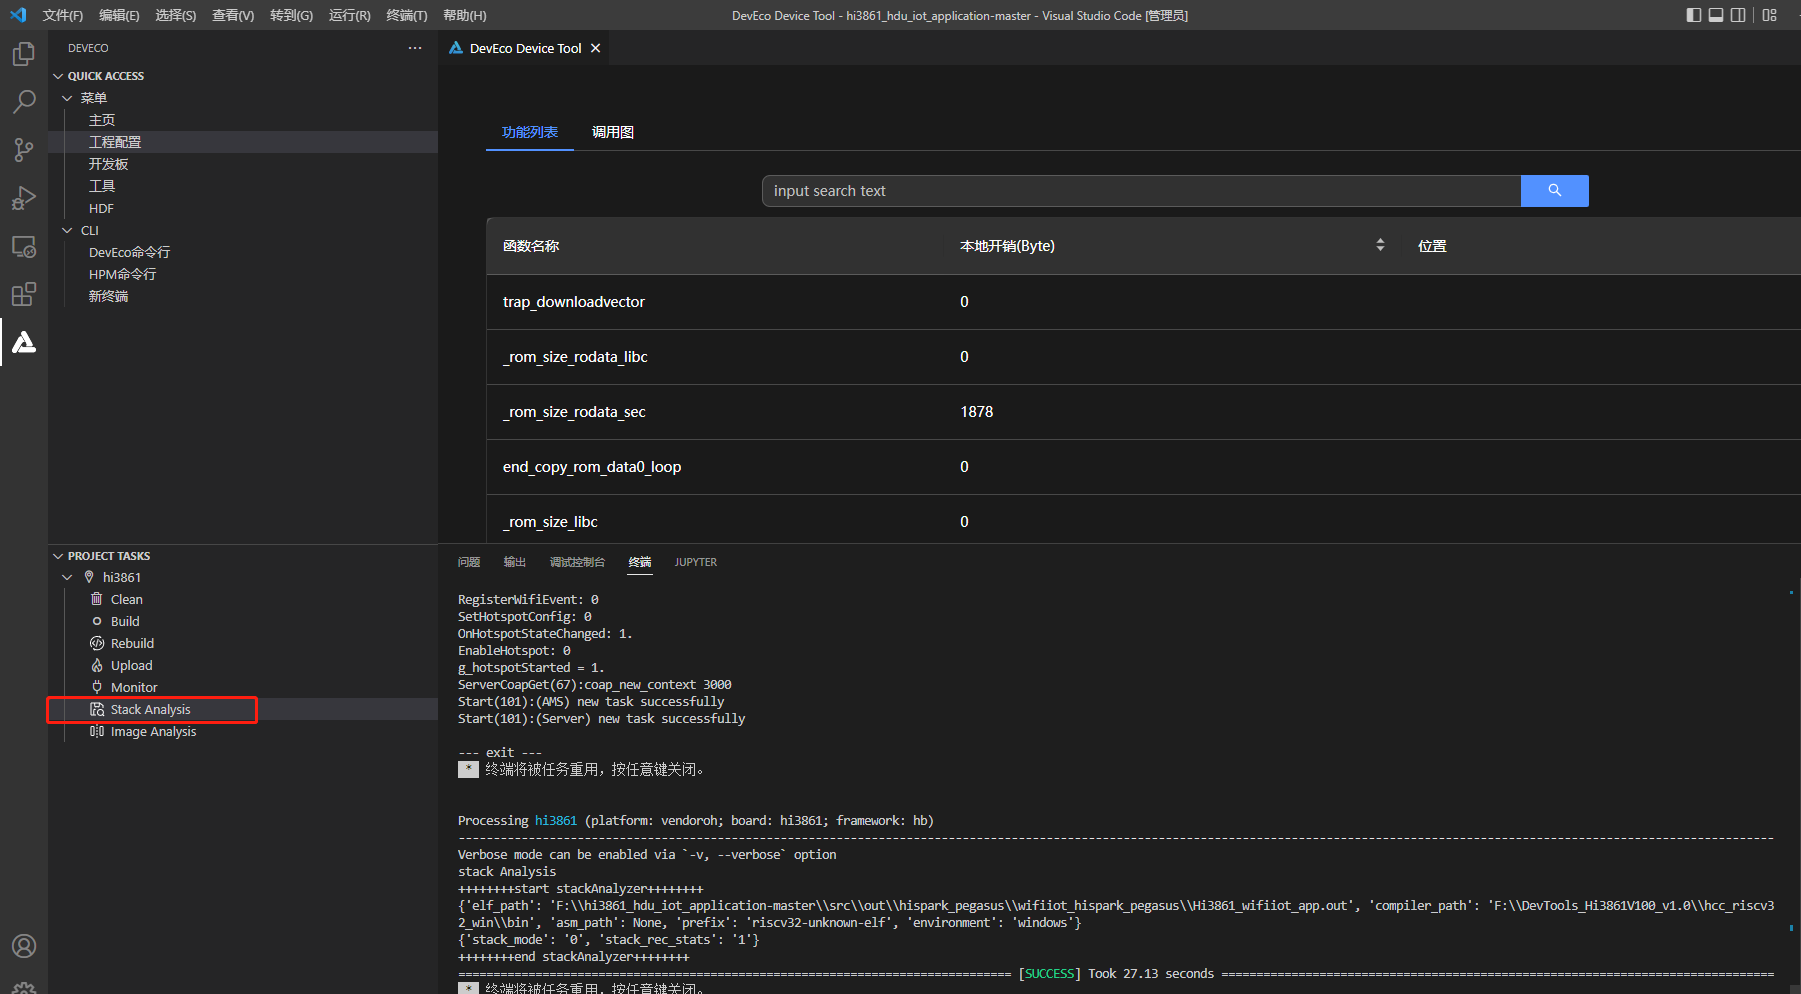 文件(F) 编辑(E) 选择(S) 查看(V) 转到(G) 运行(R) 终端(T) 帮助(H) DevEco Device Tool - hi3861_hdu_iot_application-master - Visual Studio Code [管理员]
DEVECO
QUICK ACCESS
菜单
主页
工程配置
开发板
工具
HDF
CLI
DevEco命令行
HPM命令行
新终端
PROJECT TASKS
hi3861
Clean
Build
Rebuild
Upload
Monitor
Stack Analysis
Image Analysis
DevEco Device Tool
功能列表 调用图
input search text
函数名称 本地开销(Byte) 位置
trap_downloadvector 0
_rom_size_rodata_libc 0
_rom_size_rodata_sec 1878
end_copy_rom_data0_loop 0
_rom_size_libc 0
问题 输出 调试控制台 终端 JUPYTER
RegisterWifiEvent: 0
SetHotspotConfig: 0
OnHotspotStateChanged: 1.
EnableHotspot: 0
g_hotspotStarted = 1.
ServerCoapGet(67):coap_new_context 3000
Start(101):(AMS) new task successfully
Start(101):(Server) new task successfully
--- exit ---
* 终端将被任务重用，按任意键关闭。
Processing hi3861 (platform: vendoroh; board: hi3861; framework: hb)
Verbose mode can be enabled via `-v, --verbose` option
stack Analysis
++++++++start stackAnalyzer++++++++
{'elf_path': 'F:\\hi3861_hdu_iot_application-master\\src\\out\\hispark_pegasus\\wifiiot_hispark_pegasus\\Hi3861_wifiiot_app.out', 'compiler_path': 'F:\\DevTools_Hi3861V100_v1.0\\hcc_riscv3
2_win\\bin', 'asm_path': None, 'prefix': 'riscv32-unknown-elf', 'environment': 'windows'}
{'stack_mode': '0', 'stack_rec_stats': '1'}
++++++++end stackAnalyzer++++++++
[SUCCESS] Took 27.13 seconds
* 终端将被任务重用，按任意键关闭。